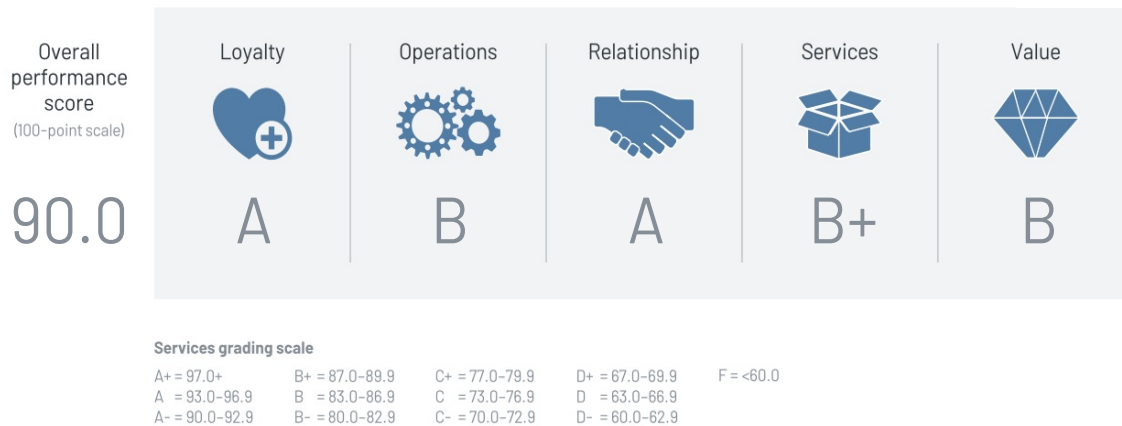 Overall
performance
score
(100-point scale)
90.0
Loyalty
A
Operations
B
Relationship
A
Services
B+
Value
B
Services grading scale
A+ = 97.0+ B+ = 87.0–89.9 C+ = 77.0–79.9 D+ = 67.0–69.9 F = <60.0
A = 93.0–96.9 B = 83.0–86.9 C = 73.0–76.9 D = 63.0–66.9
A- = 90.0–92.9 B- = 80.0–82.9 C- = 70.0–72.9 D- = 60.0–62.9